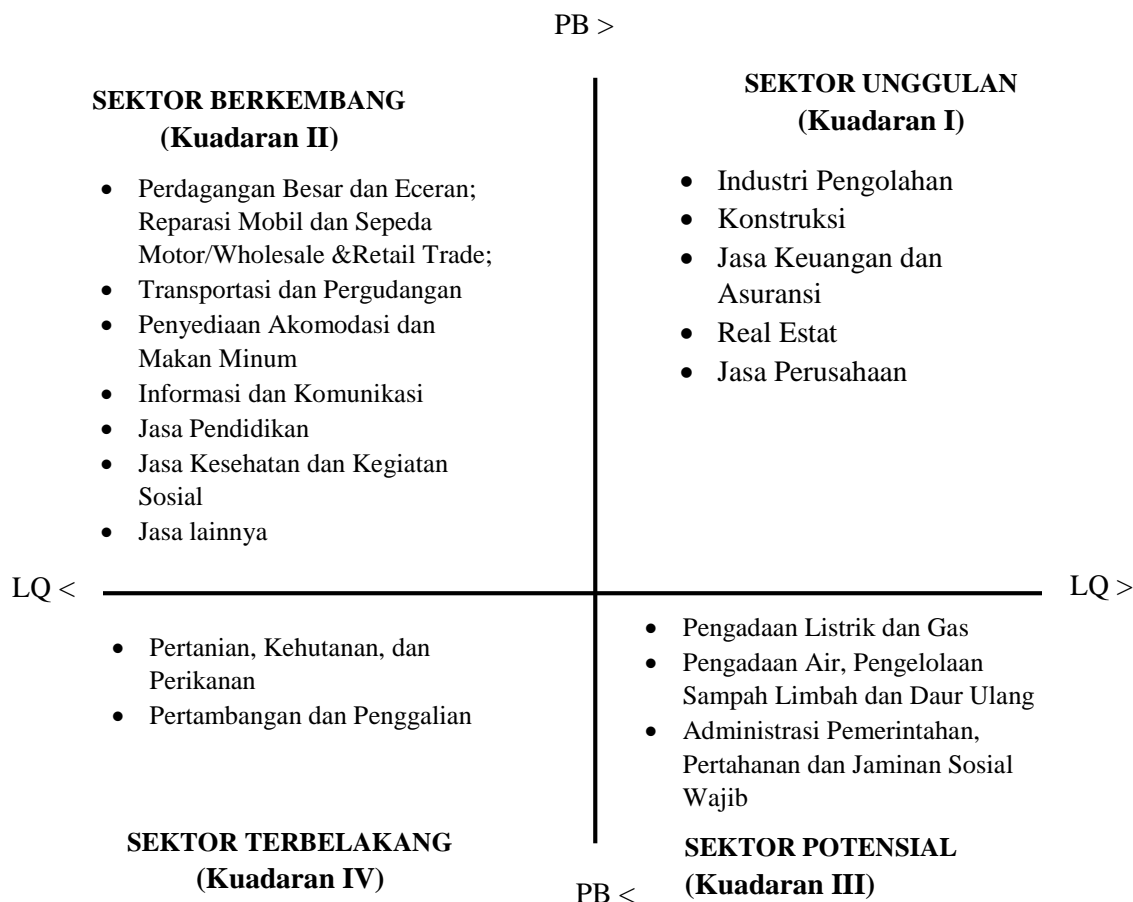 PB >
SEKTOR BERKEMBANG
(Kuadaran II)
• Perdagangan Besar dan Eceran;
Reparasi Mobil dan Sepeda
Motor/Wholesale &Retail Trade;
• Transportasi dan Pergudangan
• Penyediaan Akomodasi dan
Makan Minum
• Informasi dan Komunikasi
• Jasa Pendidikan
• Jasa Kesehatan dan Kegiatan
Sosial
• Jasa lainnya
SEKTOR UNGGULAN
(Kuadaran I)
• Industri Pengolahan
• Konstruksi
• Jasa Keuangan dan
Asuransi
• Real Estat
• Jasa Perusahaan
LQ <
LQ >
• Pertanian, Kehutanan, dan
Perikanan
• Pertambangan dan Penggalian
SEKTOR TERBELAKANG
(Kuadaran IV)
• Pengadaan Listrik dan Gas
• Pengadaan Air, Pengelolaan
Sampah Limbah dan Daur Ulang
• Administrasi Pemerintahan,
Pertahanan dan Jaminan Sosial
Wajib
SEKTOR POTENSIAL
(Kuadaran III)
PB <